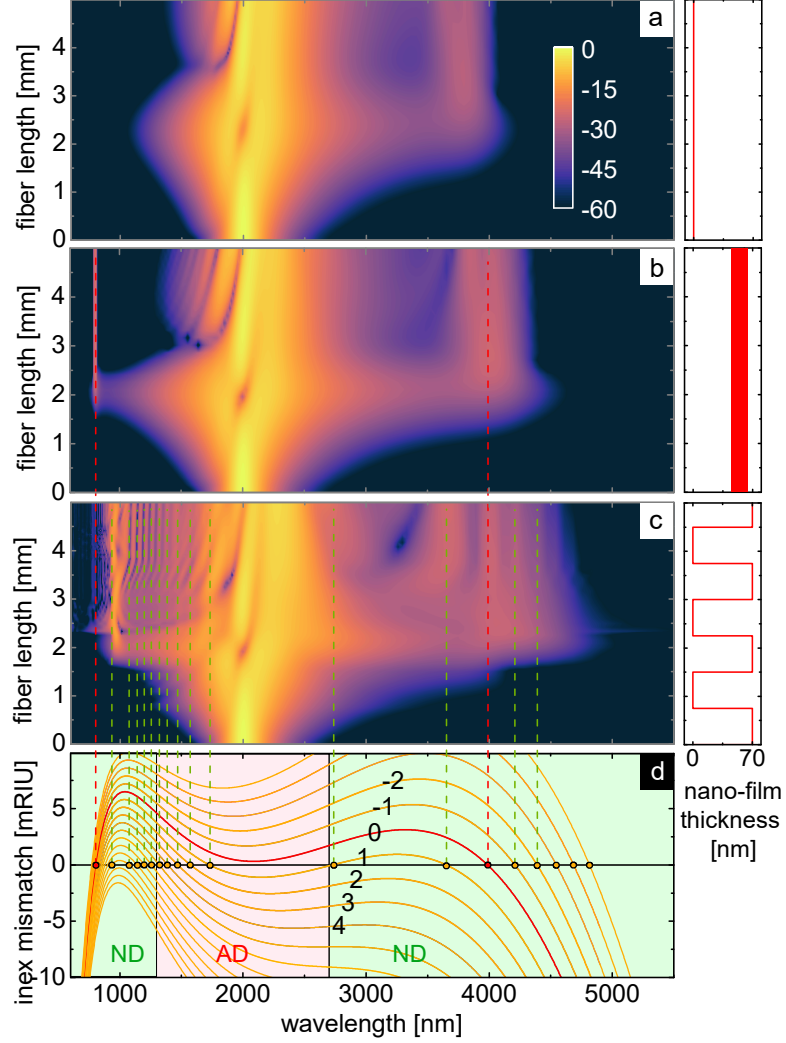 a
fiber length [mm]
4
3
2
1
0
0
-15
-30
-45
-60
b
fiber length [mm]
4
3
2
1
0
c
fiber length [mm]
4
3
2
1
0
d
inex mismatch [mRIU]
5
0
-5
-10
-2
-1
0
1
2
3
4
ND
AD
ND
1000 2000 3000 4000 5000
wavelength [nm]
0 70
nano-film
thickness
[nm]